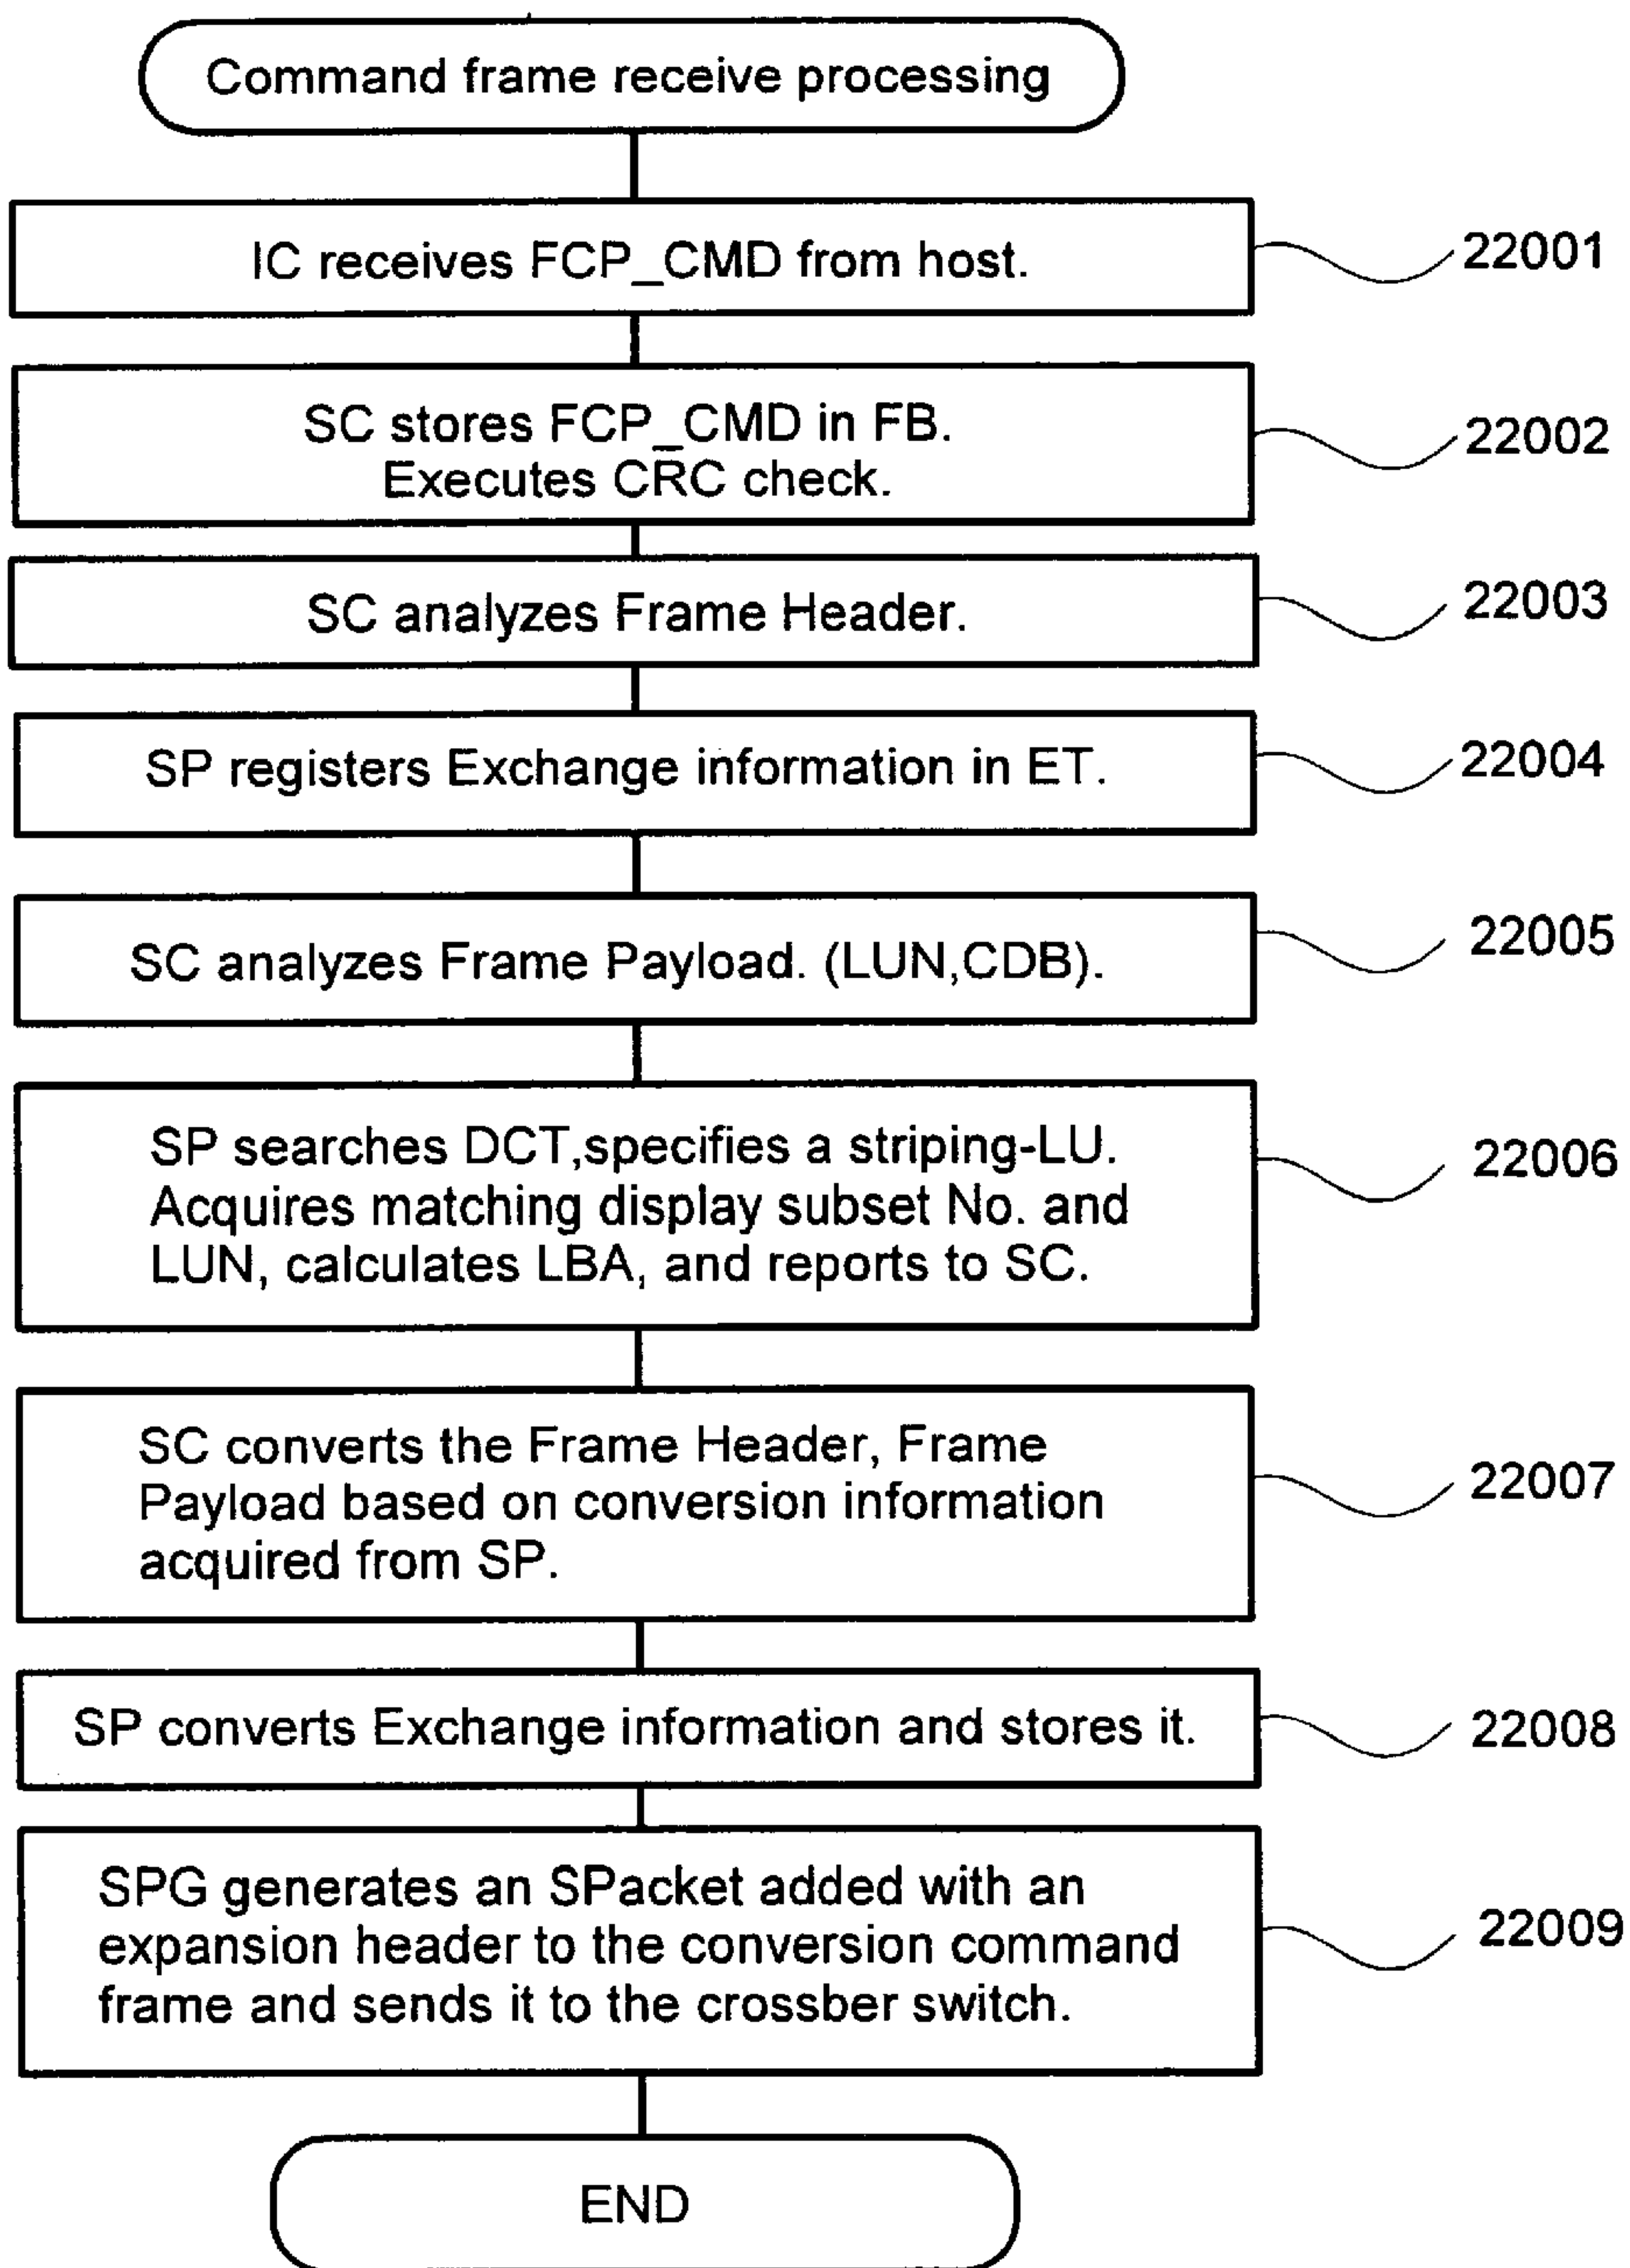 Command frame receive processing
IC receives FCP_CMD from host.
22001
SC stores FCP_CMD in FB.
Executes CRC check.
22002
SC analyzes Frame Header.
22003
SP registers Exchange information in ET.
22004
SC analyzes Frame Payload. (LUN,CDB).
22005
SP searches DCT,specifies a striping-LU.
Acquires matching display subset No. and
LUN, calculates LBA, and reports to SC.
22006
SC converts the Frame Header, Frame
Payload based on conversion information
acquired from SP.
22007
SP converts Exchange information and stores it.
22008
SPG generates an SPacket added with an
expansion header to the conversion command
frame and sends it to the crossber switch.
22009
END